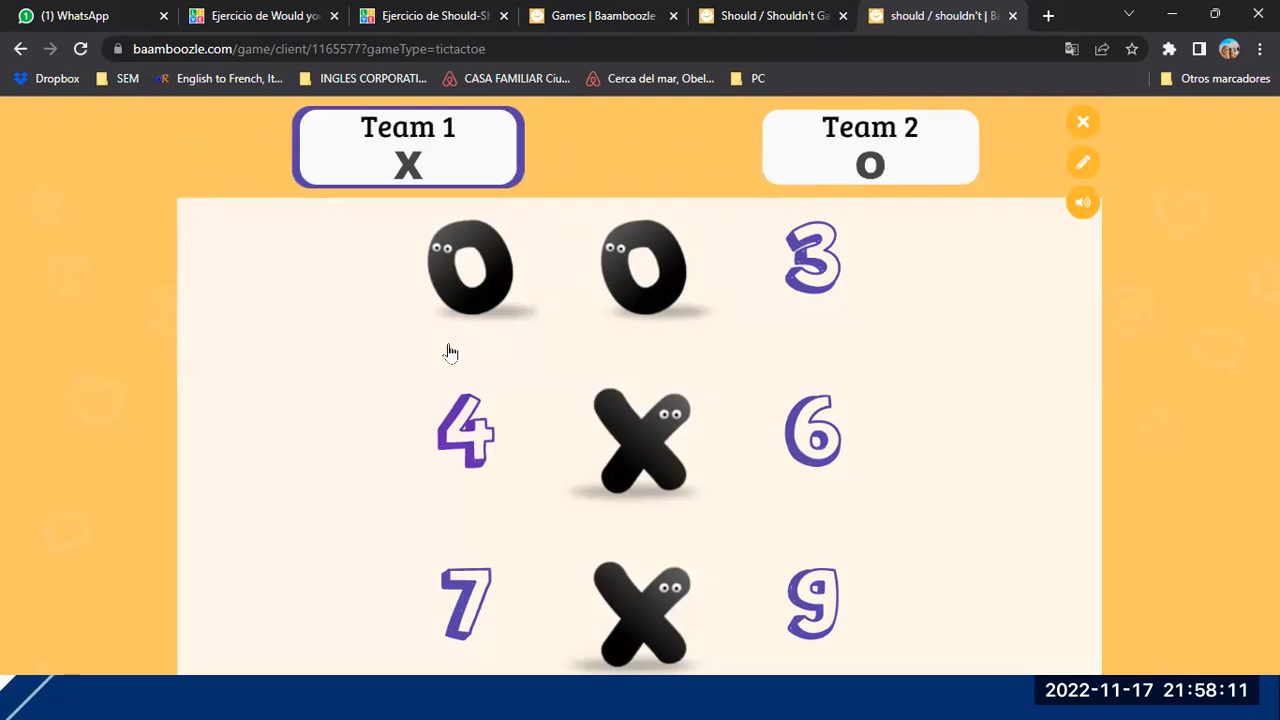 (1) WhatsApp
Ejercicio de Would yo
Ejercicio de Should-Sh
Games | Baamboozle
Should / Shouldn't Ga
should / shouldn't | Ba
baamboozle.com/game/client/1165577?gameType=tictactoe
Dropbox
SEM
English to French, It...
INGLES CORPORATI...
CASA FAMILIAR Ciu...
Cerca del mar, Obel...
PC
Otros marcadores
Team 1
X
Team 2
O
O O 3
4 X 6
7 X 9
2022-11-17 21:58:11